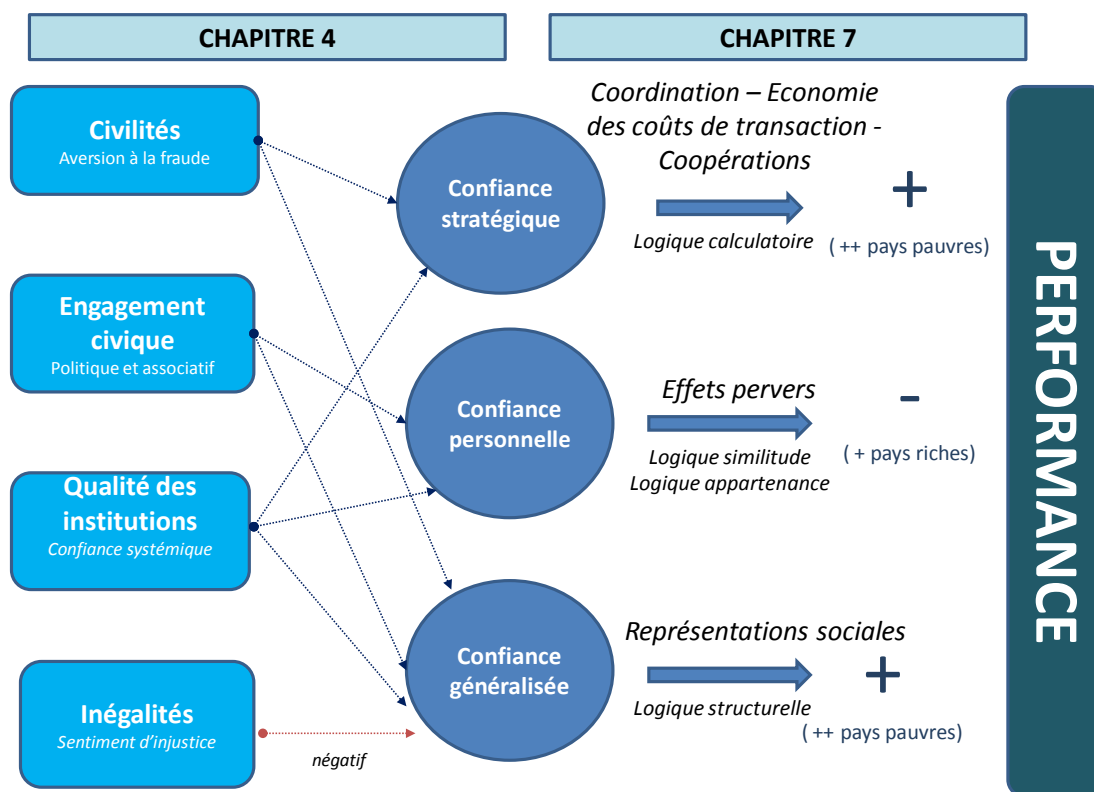 CHAPITRE 4
CHAPITRE 7
Civilités
Aversion à la fraude
Engagement
civique
Politique et associatif
Qualité des
institutions
Confiance systémique
Inégalités
Sentiment d'injustice
négatif
Confiance
stratégique
Confiance
personnelle
Confiance
généralisée
Coordination – Economie
des coûts de transaction -
Coopérations
Logique calculatoire
+
( ++ pays pauvres)
Effets pervers
Logique similitude
Logique appartenance
-
( + pays riches)
Représentations sociales
Logique structurelle
+
( ++ pays pauvres)
PERFORMANCE